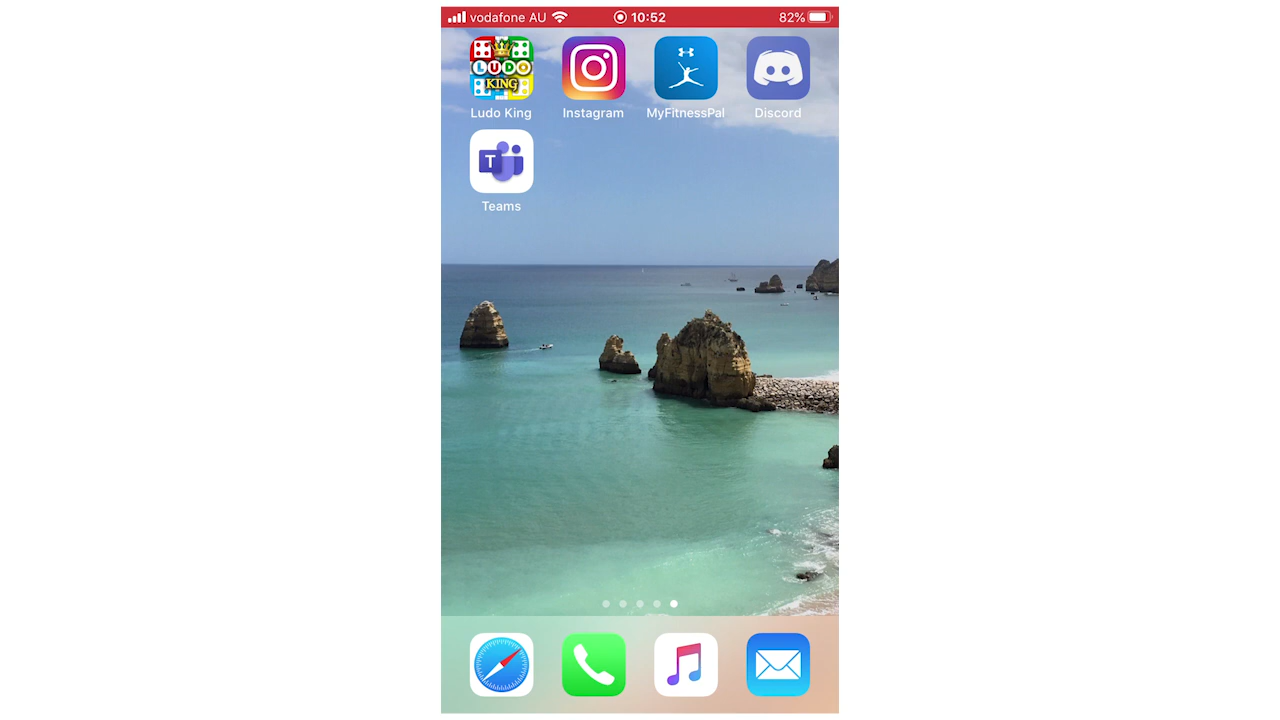 vodafone AU 10:52 82%
LUDO
KING
Ludo King Instagram MyFitnessPal Discord
T
Teams